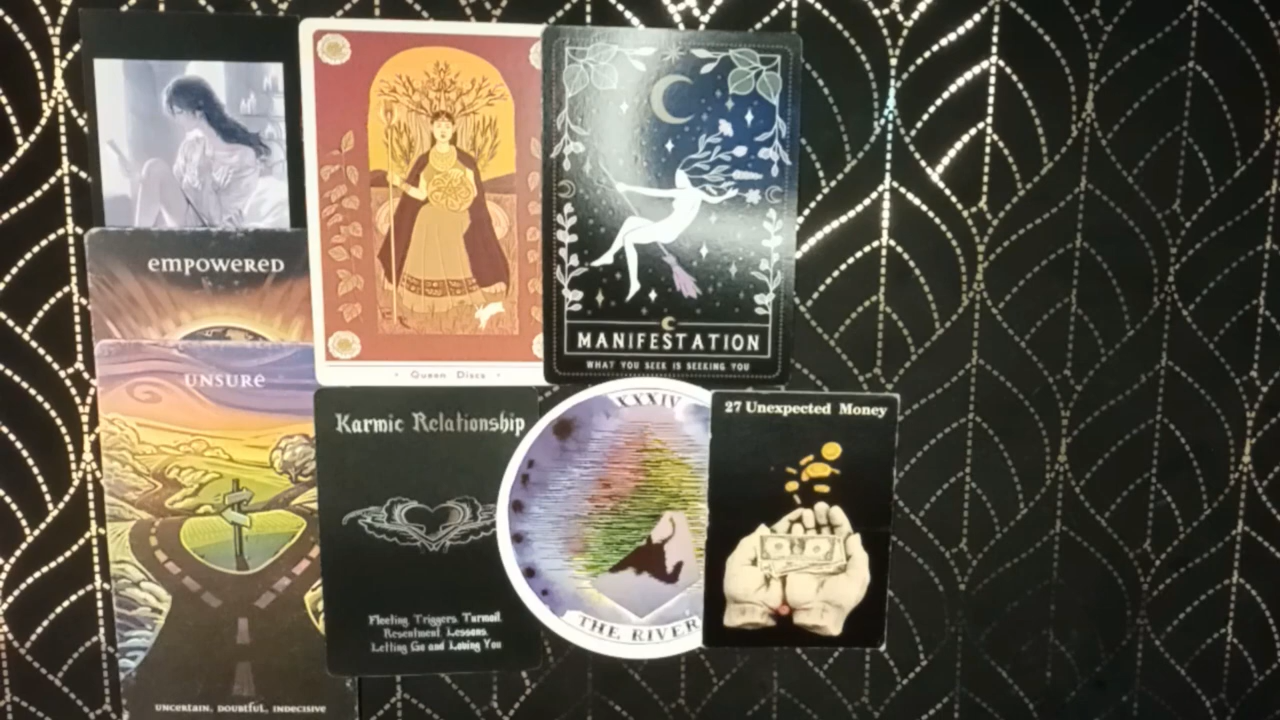 EMPOWERED
UNSURE
UNCERTAIN, DOUBTFUL, INDECISIVE
· Queen Discs ·
MANIFESTATION
WHAT YOU SEEK IS SEEKING YOU
Karmic Relationship
Fleeting, Triggers, Turmoil,
Resentment, Lessons,
Letting Go and Loving You
XXXIV
THE RIVER
27 Unexpected Money